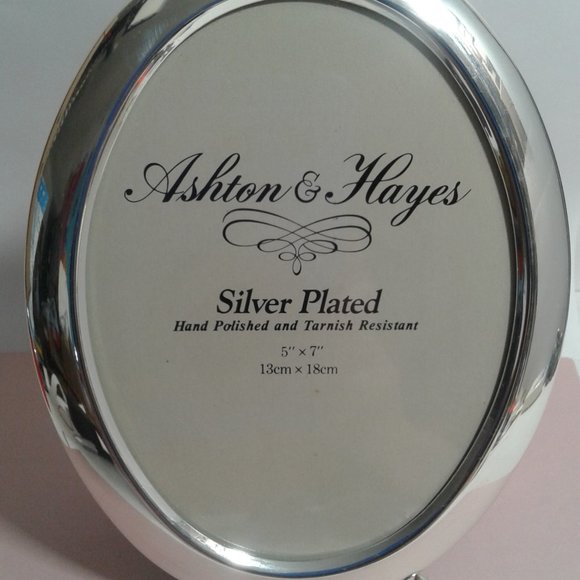 Ashton & Hayes
Silver Plated
Hand Polished and Tarnish Resistant
5" × 7"
13cm × 18cm